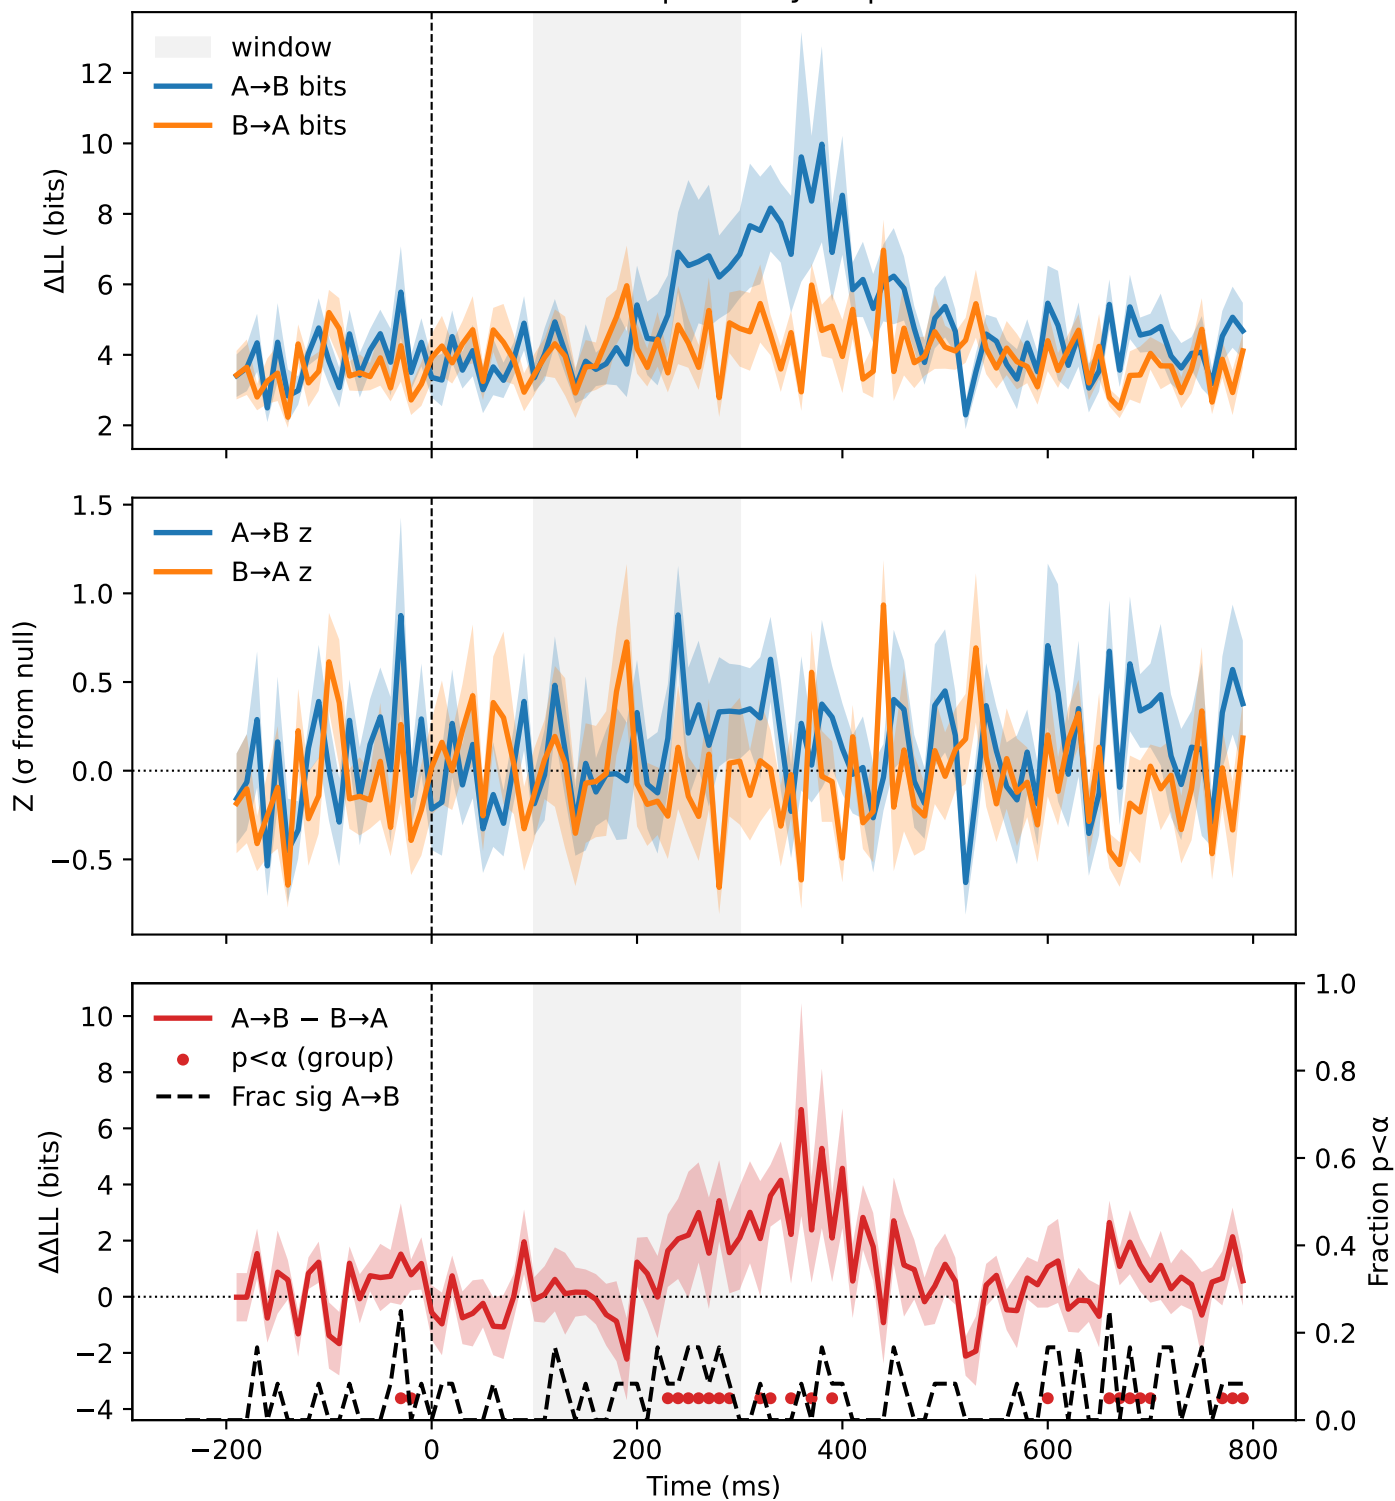 window
A→B bits
B→A bits
ΔLL (bits)
12
10
8
6
4
2
A→B z
B→A z
Z (σ from null)
1.5
1.0
0.5
0.0
−0.5
A→B − B→A
p<α (group)
Frac sig A→B
ΔΔLL (bits)
10
8
6
4
2
0
−2
−4
1.0
0.8
0.6
0.4
0.2
0.0
Fraction p<α
−200
0
200
400
600
800
Time (ms)